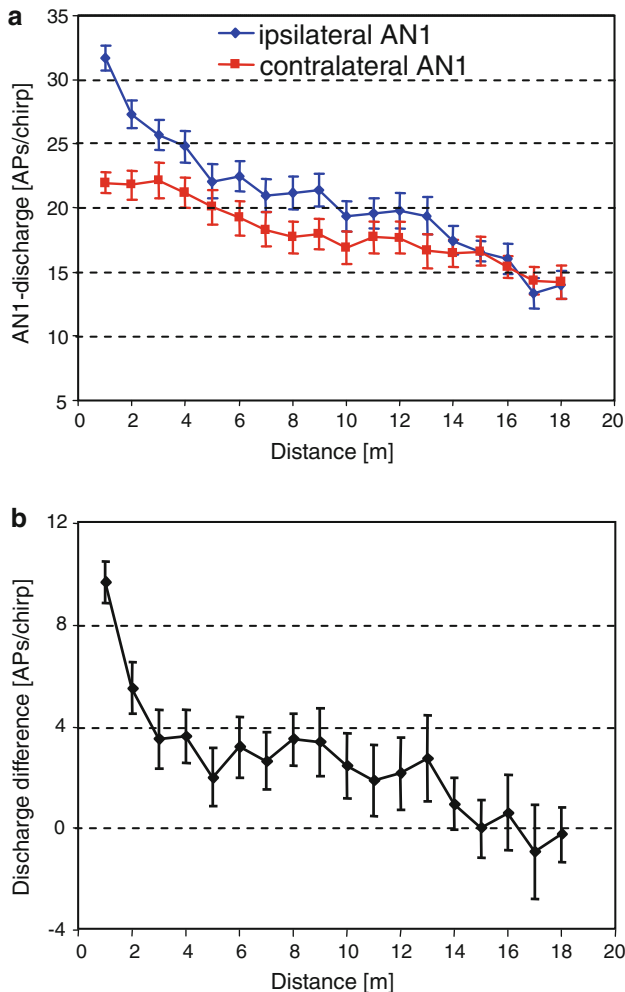 a
ipsilateral AN1
contralateral AN1
AN1-discharge [APs/chirp]
35
30
25
20
15
10
5
0 2 4 6 8 10 12 14 16 18 20
Distance [m]
b
Discharge difference [APs/chirp]
12
8
4
0
-4
0 2 4 6 8 10 12 14 16 18 20
Distance [m]